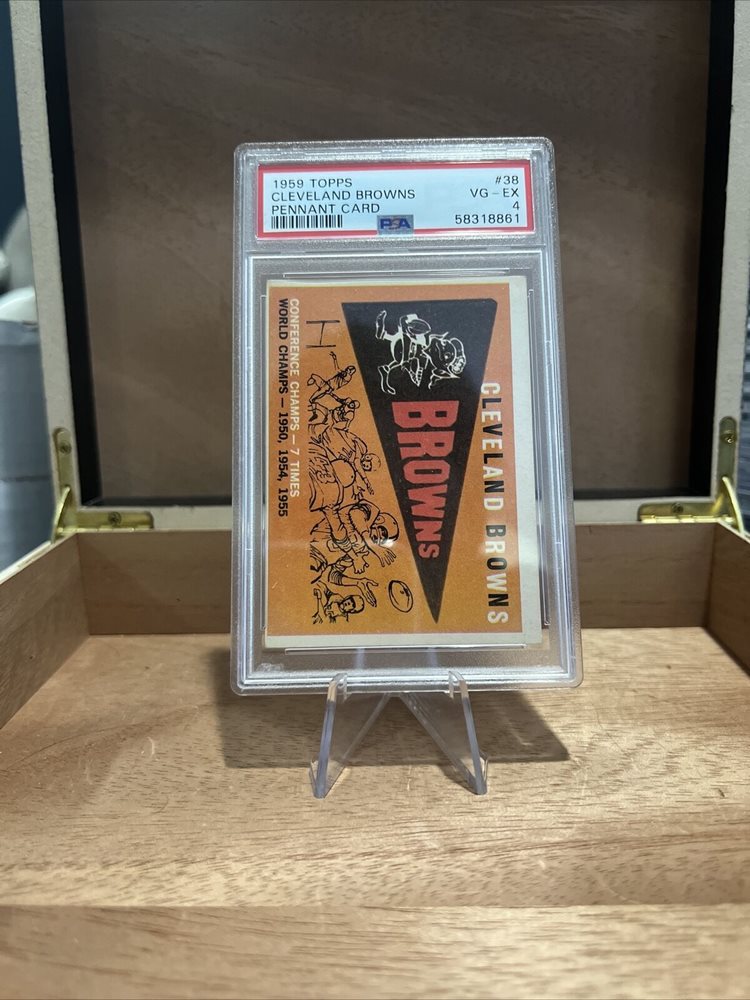 1959 TOPPS
CLEVELAND BROWNS
PENNANT CARD
#38
VG - EX
4
58318861
PSA
CLEVELAND BROWNS
BROWNS
H
CONFERENCE CHAMPS - 7 TIMES
WORLD CHAMPS - 1950, 1954, 1955